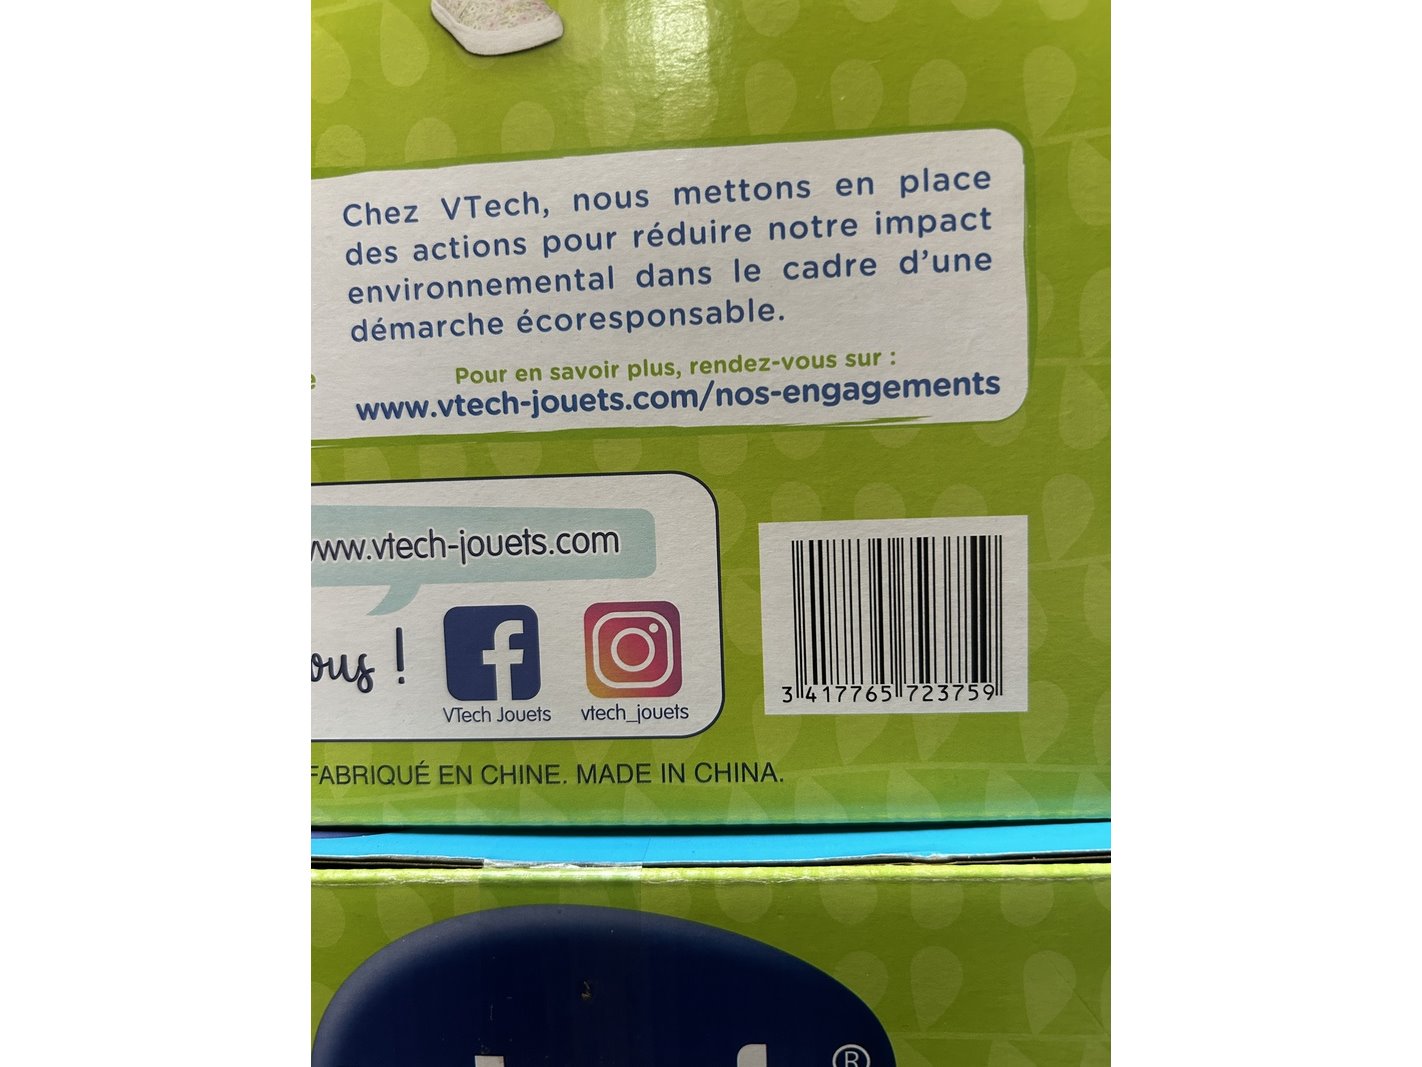 Chez VTech, nous mettons en place
des actions pour réduire notre impact
environnemental dans le cadre d'une
démarche écoresponsable.
Pour en savoir plus, rendez-vous sur :
www.vtech-jouets.com/nos-engagements
www.vtech-jouets.com
ous !
VTech Jouets
vtech_jouets
3 417765 723759
FABRIQUÉ EN CHINE. MADE IN CHINA.
®